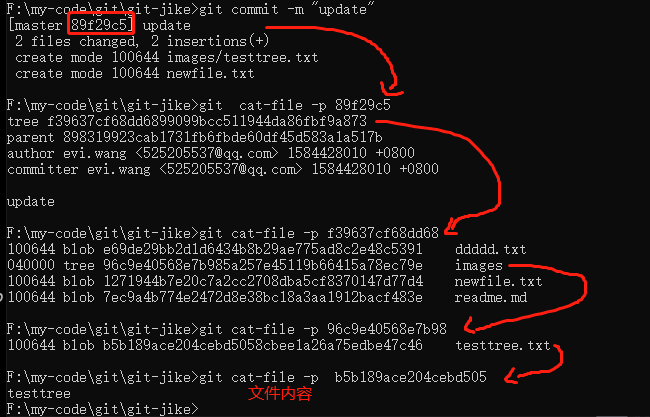 F:\my-code\git\git-jike>git commit -m "update"
[master 89f29c5] update
 2 files changed, 2 insertions(+)
 create mode 100644 images/testtree.txt
 create mode 100644 newfile.txt
F:\my-code\git\git-jike>git  cat-file -p 89f29c5
tree f39637cf68dd6899099bcc511944da86fbf9a873
parent 898319923cab1731fb6fbde60df45d583a1a517b
author evi.wang <525205537@qq.com> 1584428010 +0800
committer evi.wang <525205537@qq.com> 1584428010 +0800
update
F:\my-code\git\git-jike>git cat-file -p f39637cf68dd68
100644 blob e69de29bb2d1d6434b8b29ae775ad8c2e48c5391    ddddd.txt
040000 tree 96c9e40568e7b985a257e45119b66415a78ec79e    images
100644 blob 1271944b7e20c7a2cc2708dba5cf8370147d77d4    newfile.txt
100644 blob 7ec9a4b774e2472d8e38bc18a3aa1912bacf483e    readme.md
F:\my-code\git\git-jike>git cat-file -p 96c9e40568e7b98
100644 blob b5b189ace204cebd5058cbee1a26a75edbe47c46    testtree.txt
F:\my-code\git\git-jike>git cat-file -p  b5b189ace204cebd505
testtree 文件内容
F:\my-code\git\git-jike>